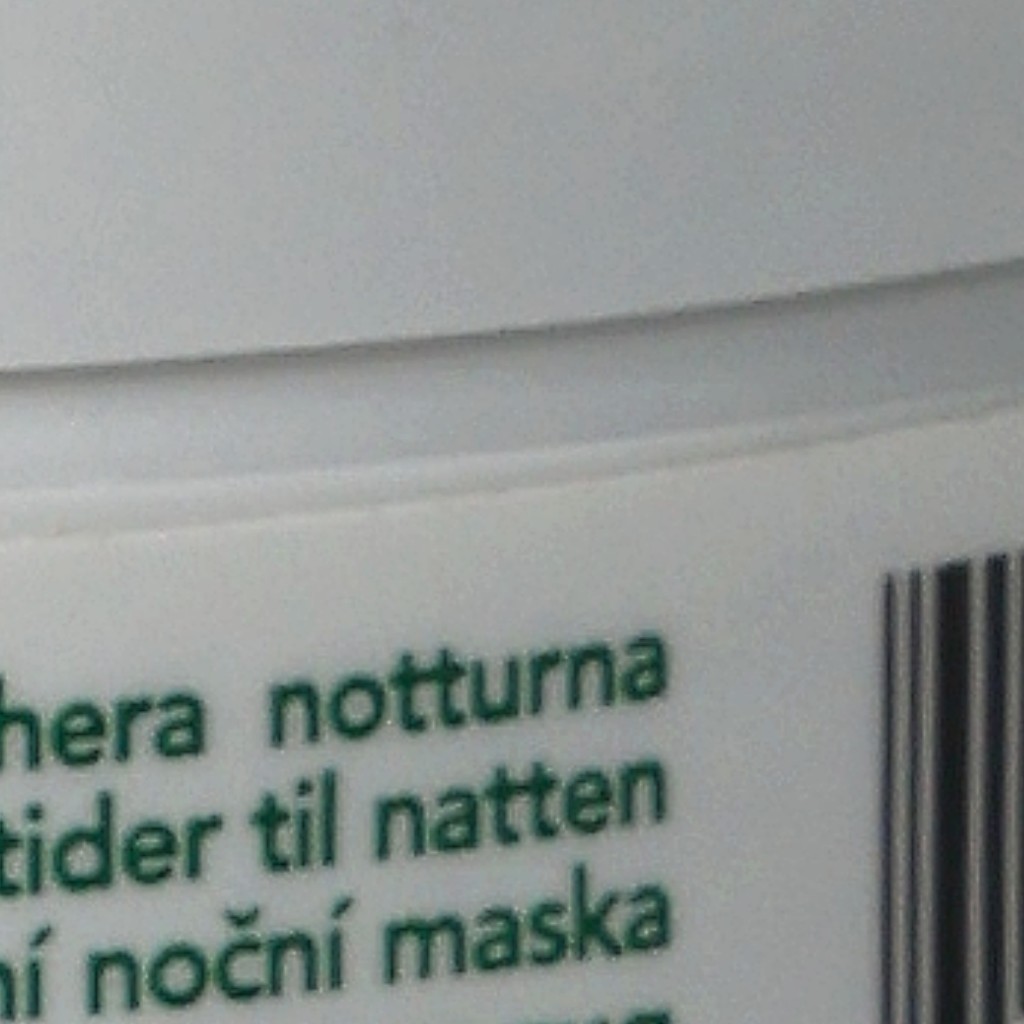 hera notturna
tider til natten
ní noční maska